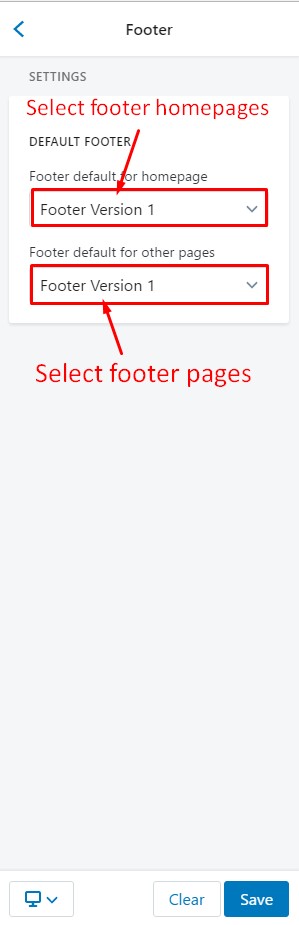 Footer
SETTINGS
Select footer homepages
DEFAULT FOOTER
Footer default for homepage
Footer Version 1
Footer default for other pages
Footer Version 1
Select footer pages
Clear
Save